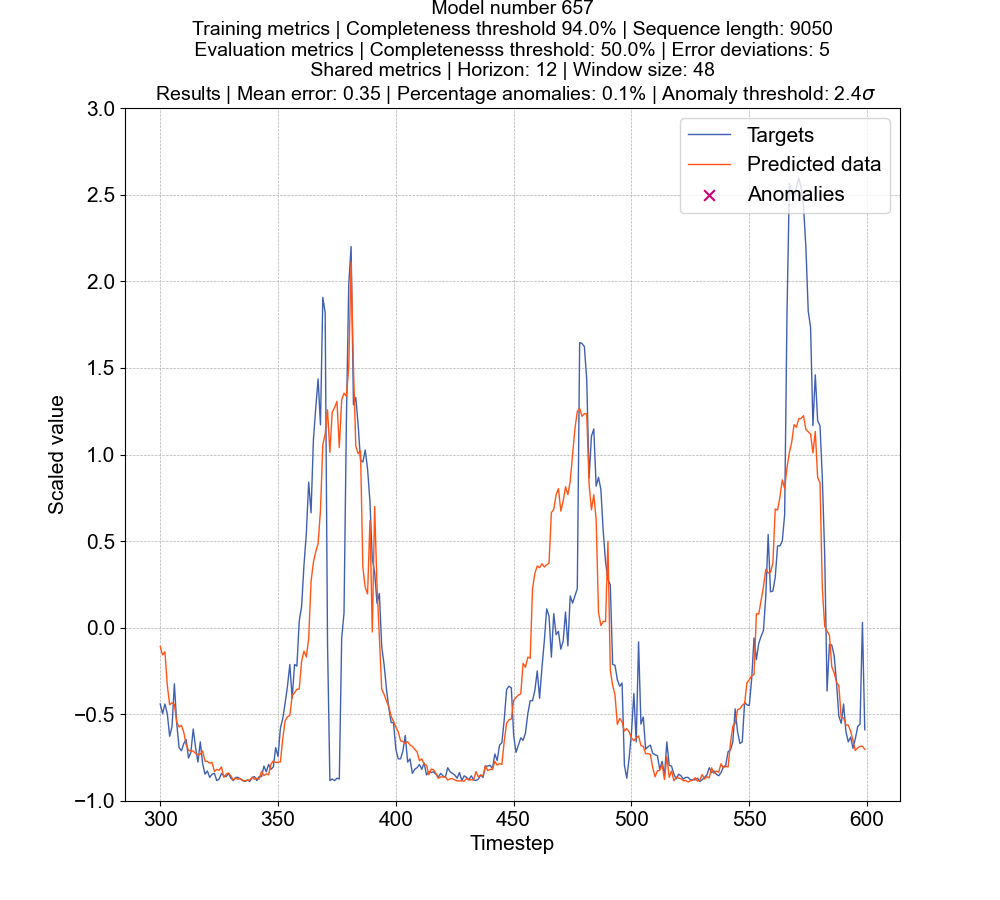 Model number 657
Training metrics | Completeness threshold 94.0% | Sequence length: 9050
Evaluation metrics | Completenesss threshold: 50.0% | Error deviations: 5
Shared metrics | Horizon: 12 | Window size: 48
Results | Mean error: 0.35 | Percentage anomalies: 0.1% | Anomaly threshold: 2.4σ
Targets
Predicted data
Anomalies
3.0
2.5
2.0
1.5
1.0
0.5
0.0
−0.5
−1.0
Scaled value
300
350
400
450
500
550
600
Timestep